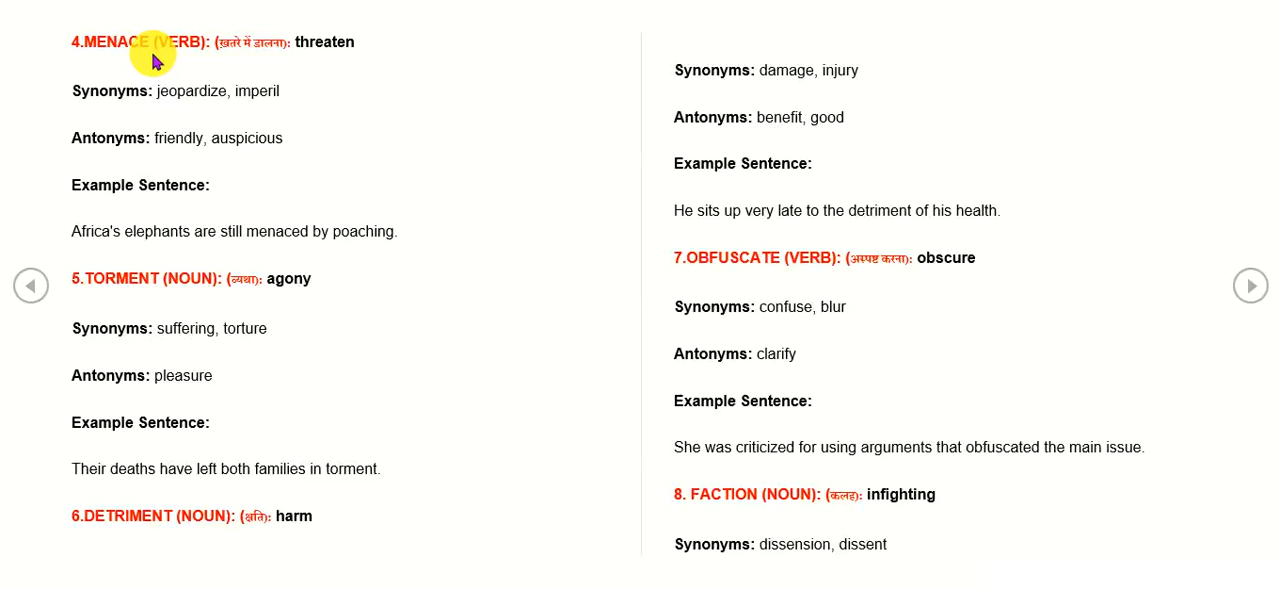 4.MENACE (VERB): (ख़तरे में डालना): threaten
Synonyms: jeopardize, imperil
Antonyms: friendly, auspicious
Example Sentence:
Africa's elephants are still menaced by poaching.
5.TORMENT (NOUN): (व्यथा): agony
Synonyms: suffering, torture
Antonyms: pleasure
Example Sentence:
Their deaths have left both families in torment.
6.DETRIMENT (NOUN): (क्षति): harm
Synonyms: damage, injury
Antonyms: benefit, good
Example Sentence:
He sits up very late to the detriment of his health.
7.OBFUSCATE (VERB): (अस्पष्ट करना): obscure
Synonyms: confuse, blur
Antonyms: clarify
Example Sentence:
She was criticized for using arguments that obfuscated the main issue.
8. FACTION (NOUN): (कलह): infighting
Synonyms: dissension, dissent